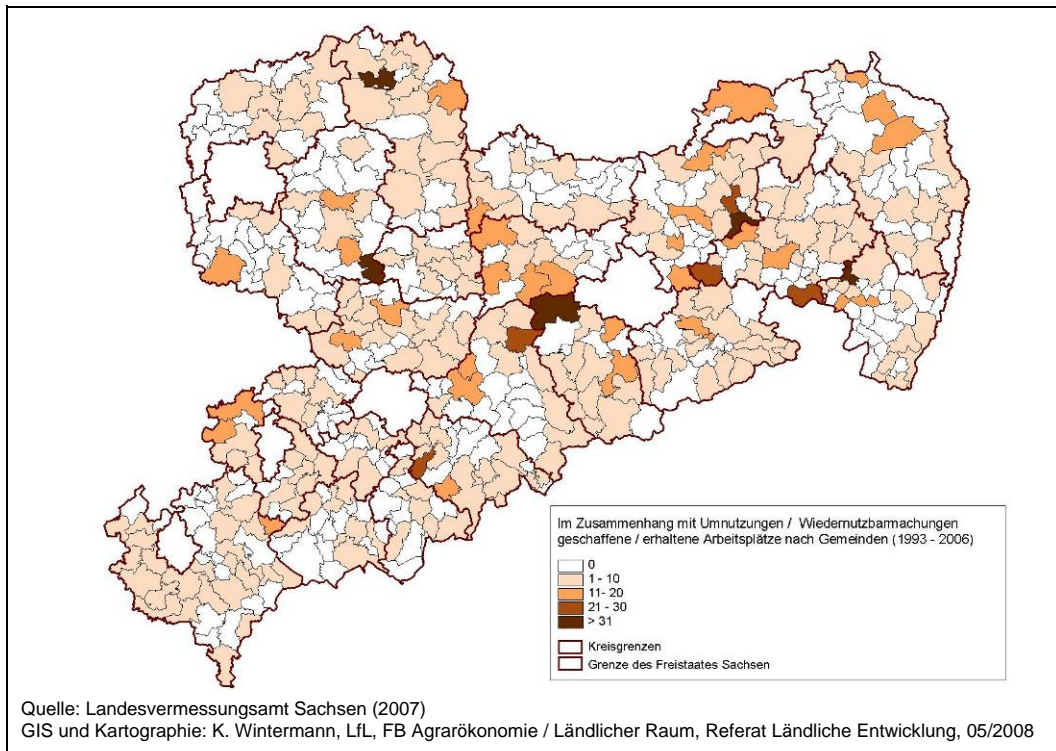 Im Zusammenhang mit Umnutzungen / Wiedernutzbarmachungen
geschaffene / erhaltene Arbeitsplätze nach Gemeinden (1993 - 2006)
0
1 - 10
11- 20
21 - 30
> 31
Kreisgrenzen
Grenze des Freistaates Sachsen
Quelle: Landesvermessungsamt Sachsen (2007)
GIS und Kartographie: K. Wintermann, LfL, FB Agrarökonomie / Ländlicher Raum, Referat Ländliche Entwicklung, 05/2008